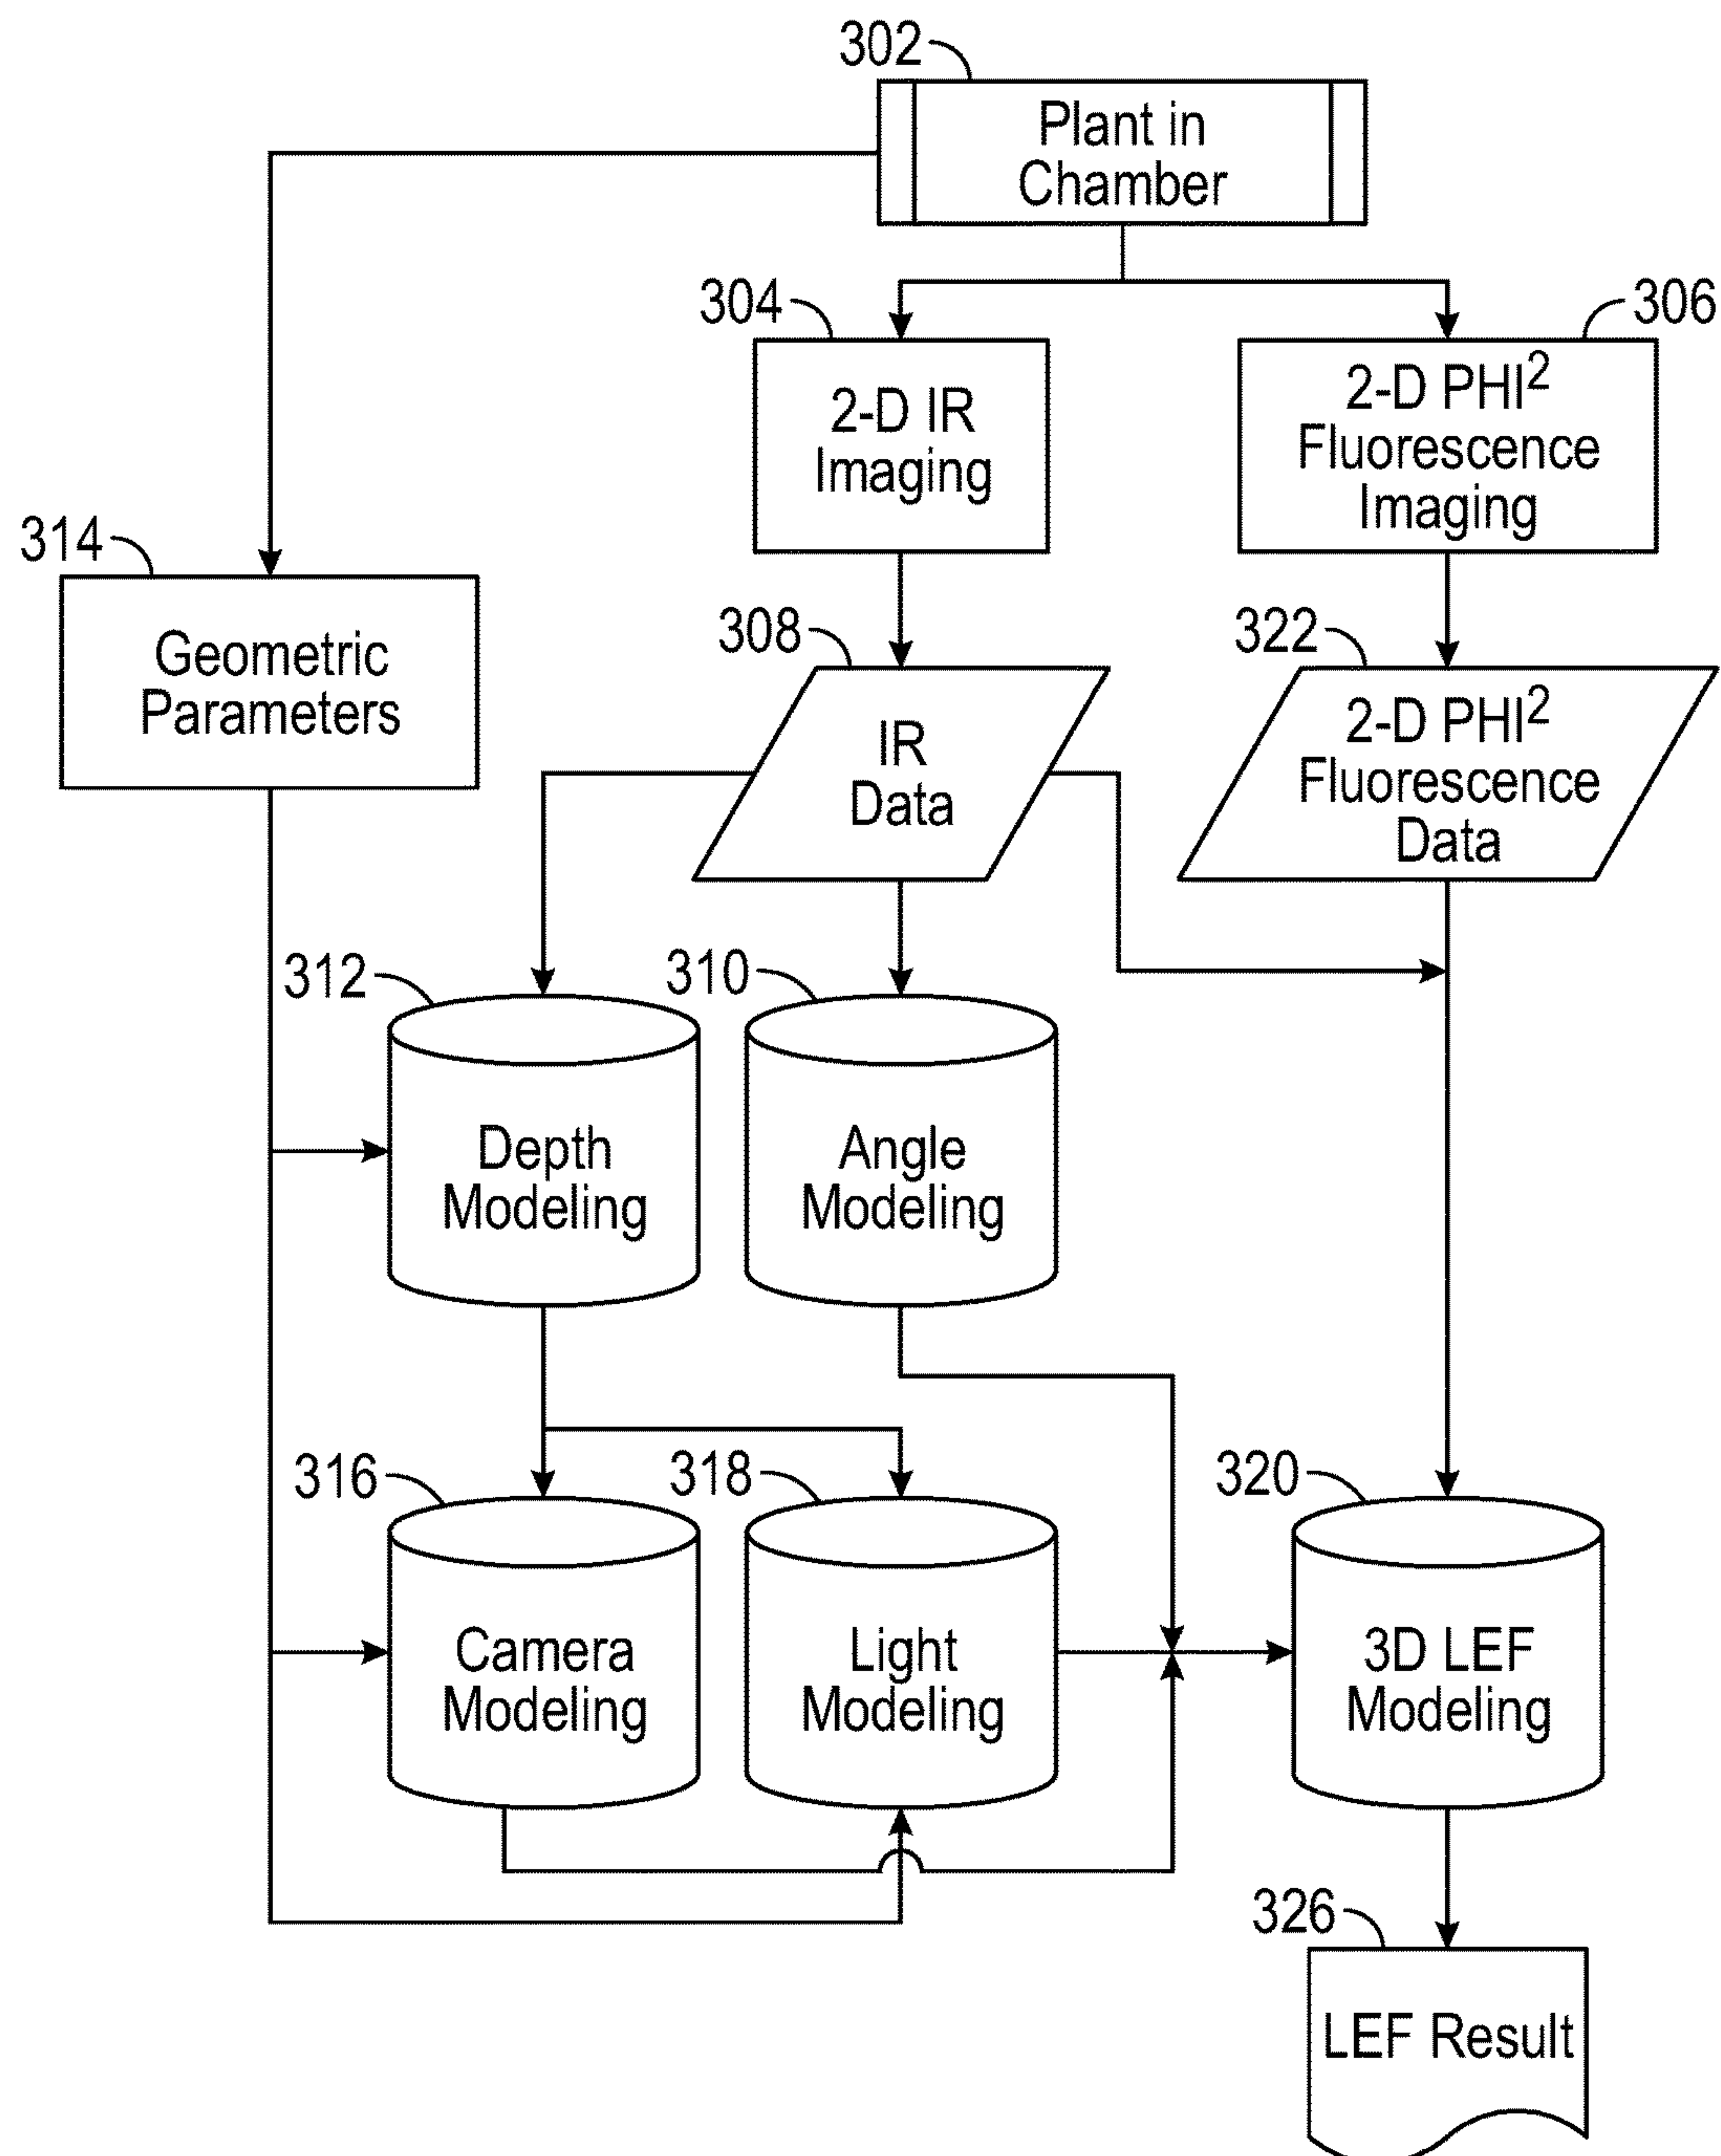 302
Plant in
Chamber
304
2-D IR
Imaging
306
2-D PHI²
Fluorescence
Imaging
314
Geometric
Parameters
308
IR
Data
322
2-D PHI²
Fluorescence
Data
312
Depth
Modeling
310
Angle
Modeling
316
Camera
Modeling
318
Light
Modeling
320
3D LEF
Modeling
326
LEF Result